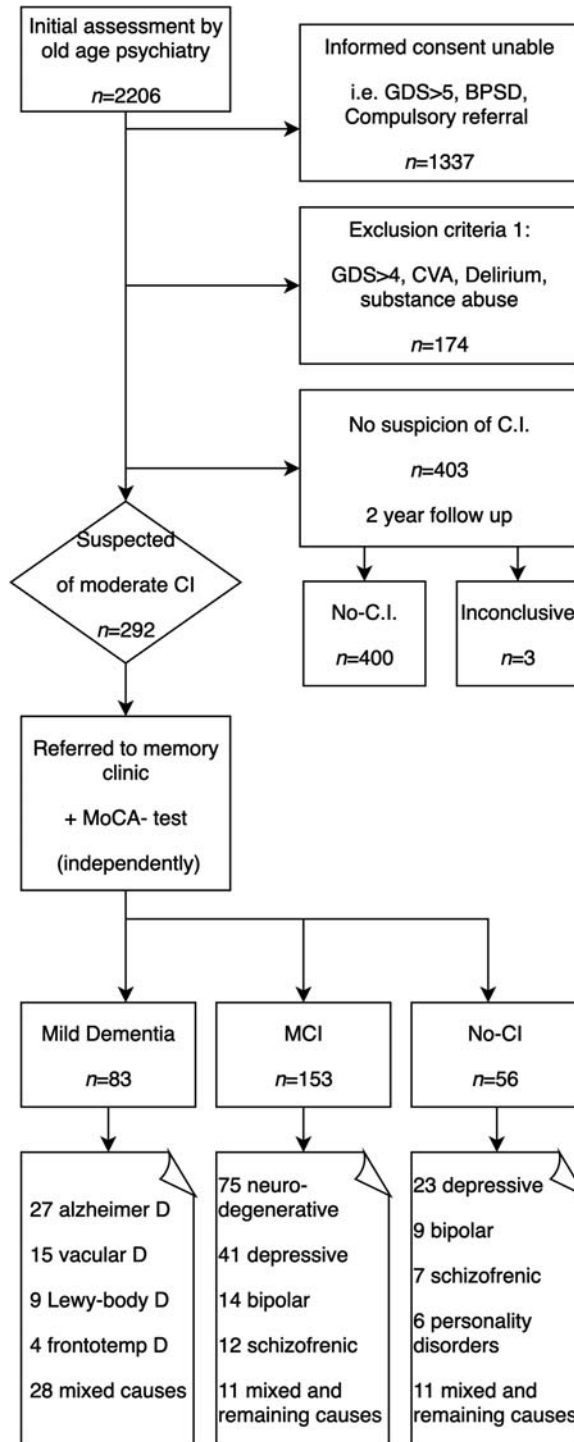 Initial assessment by
old age psychiatry
n=2206
Informed consent unable
i.e. GDS>5, BPSD,
Compulsory referral
n=1337
Exclusion criteria 1:
GDS>4, CVA, Delirium,
substance abuse
n=174
No suspicion of C.I.
n=403
2 year follow up
No-C.I.
n=400
Inconclusive
n=3
Suspected
of moderate CI
n=292
Referred to memory
clinic
+ MoCA- test
(independently)
Mild Dementia
n=83
MCI
n=153
No-CI
n=56
27 alzheimer D
15 vacular D
9 Lewy-body D
4 frontotemp D
28 mixed causes
75 neuro-
degenerative
41 depressive
14 bipolar
12 schizofrenic
11 mixed and
remaining causes
23 depressive
9 bipolar
7 schizofrenic
6 personality
disorders
11 mixed and
remaining causes